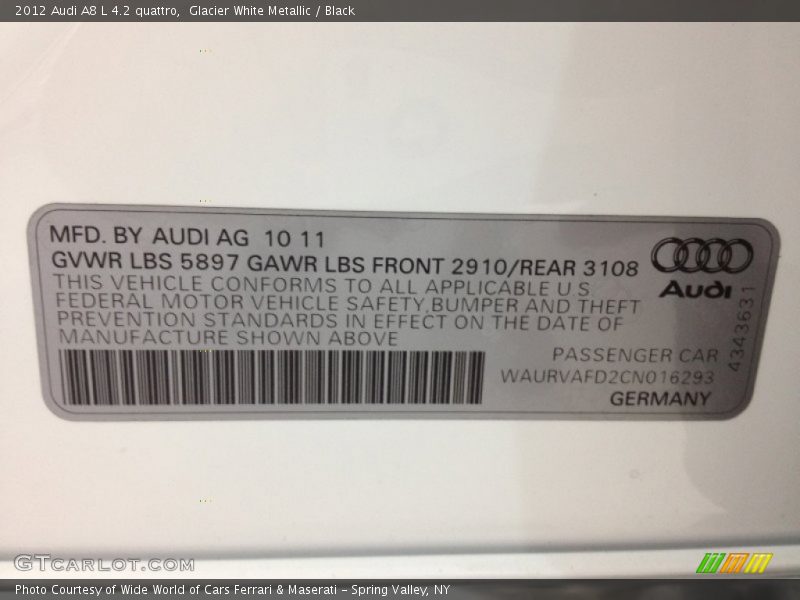 2012 Audi A8 L 4.2 quattro,  Glacier White Metallic / Black
MFD. BY AUDI AG  10 11
GVWR LBS 5897 GAWR LBS FRONT 2910/REAR 3108
THIS VEHICLE CONFORMS TO ALL APPLICABLE U S
FEDERAL MOTOR VEHICLE SAFETY,BUMPER AND THEFT
PREVENTION STANDARDS IN EFFECT ON THE DATE OF
MANUFACTURE SHOWN ABOVE
PASSENGER CAR
WAURVAFD2CN016293
GERMANY
Audi
4343631
GTCARLOT.COM
Photo Courtesy of Wide World of Cars Ferrari & Maserati – Spring Valley, NY